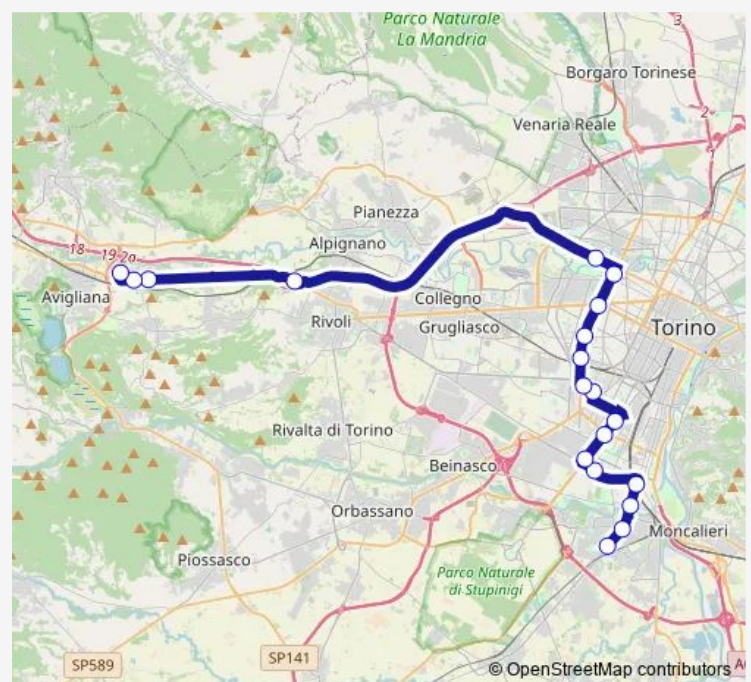 Parco Naturale
La Mandria
3
Borgaro Torinese
2
Venaria Reale
1
Pianezza
Alpignano
18
19
2a
Avigliana
Collegno
Rivoli
Grugliasco
Torino
Rivalta di Torino
Beinasco
Orbassano
Moncalieri
Piossasco
Parco Naturale
di Stupinigi
SP589
SP141
© OpenStreetMap contributors